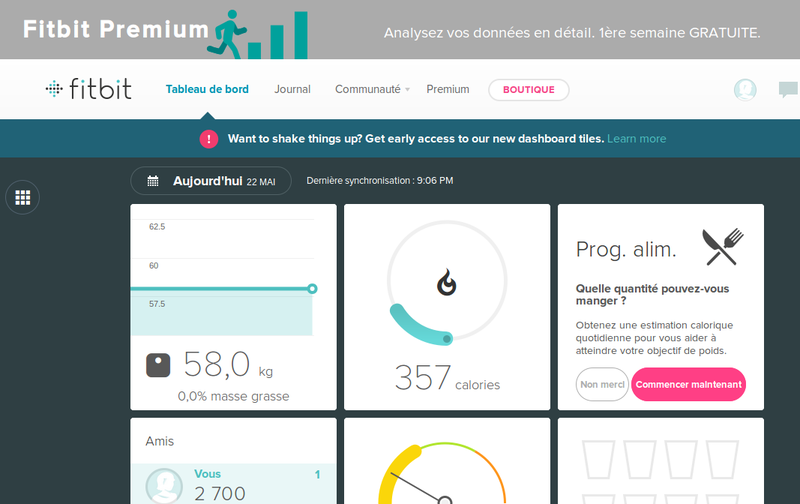 Fitbit Premium
Analysez vos données en détail. 1ère semaine GRATUITE.
fitbit
Tableau de bord
Journal
Communauté
Premium
BOUTIQUE
! Want to shake things up? Get early access to our new dashboard tiles. Learn more
Aujourd'hui 22 MAI
Dernière synchronisation : 9:06 PM
62.5
60
57.5
58,0 kg
0,0% masse grasse
357 calories
Prog. alim.
Quelle quantité pouvez-vous
manger ?
Obtenez une estimation calorique
quotidienne pour vous aider à
atteindre votre objectif de poids.
Non merci
Commencer maintenant
Amis
Vous
1
2 700